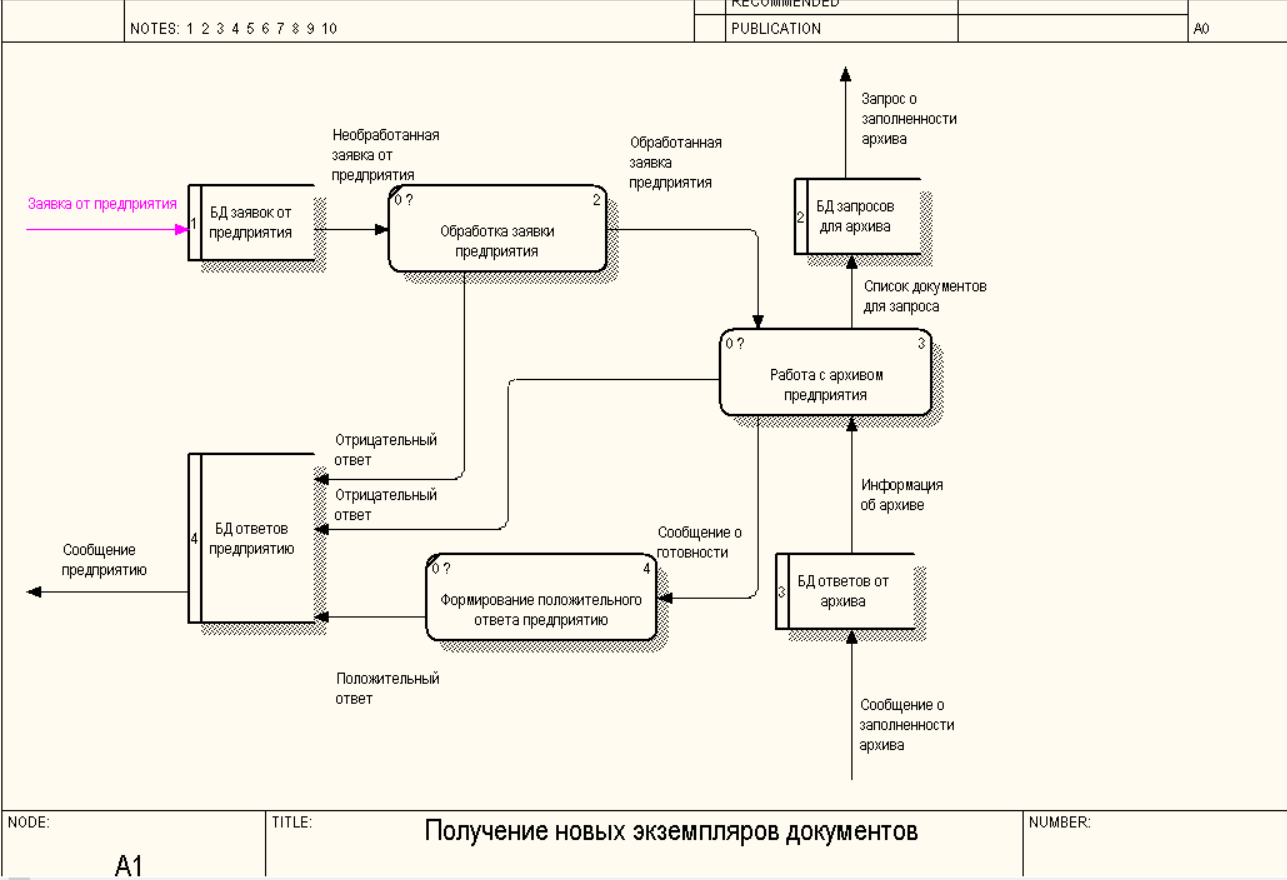 RECOMMENDED
NOTES: 1 2 3 4 5 6 7 8 9 10
PUBLICATION
A0
Запрос о
заполненности
архива
Необработанная
заявка от
предприятия
Обработанная
заявка
предприятия
Заявка от предприятия
1
БД заявок от
предприятия
0 ?
2
Обработка заявки
предприятия
2
БД запросов
для архива
Список документов
для запроса
0 ?
3
Работа с архивом
предприятия
Отрицательный
ответ
Отрицательный
ответ
Информация
об архиве
4
БД ответов
предприятию
Сообщение
предприятию
Сообщение о
готовности
0 ?
4
Формирование положительного
ответа предприятию
3
БД ответов от
архива
Положительный
ответ
Сообщение о
заполненности
архива
NODE:
A1
TITLE:
Получение новых экземпляров документов
NUMBER: